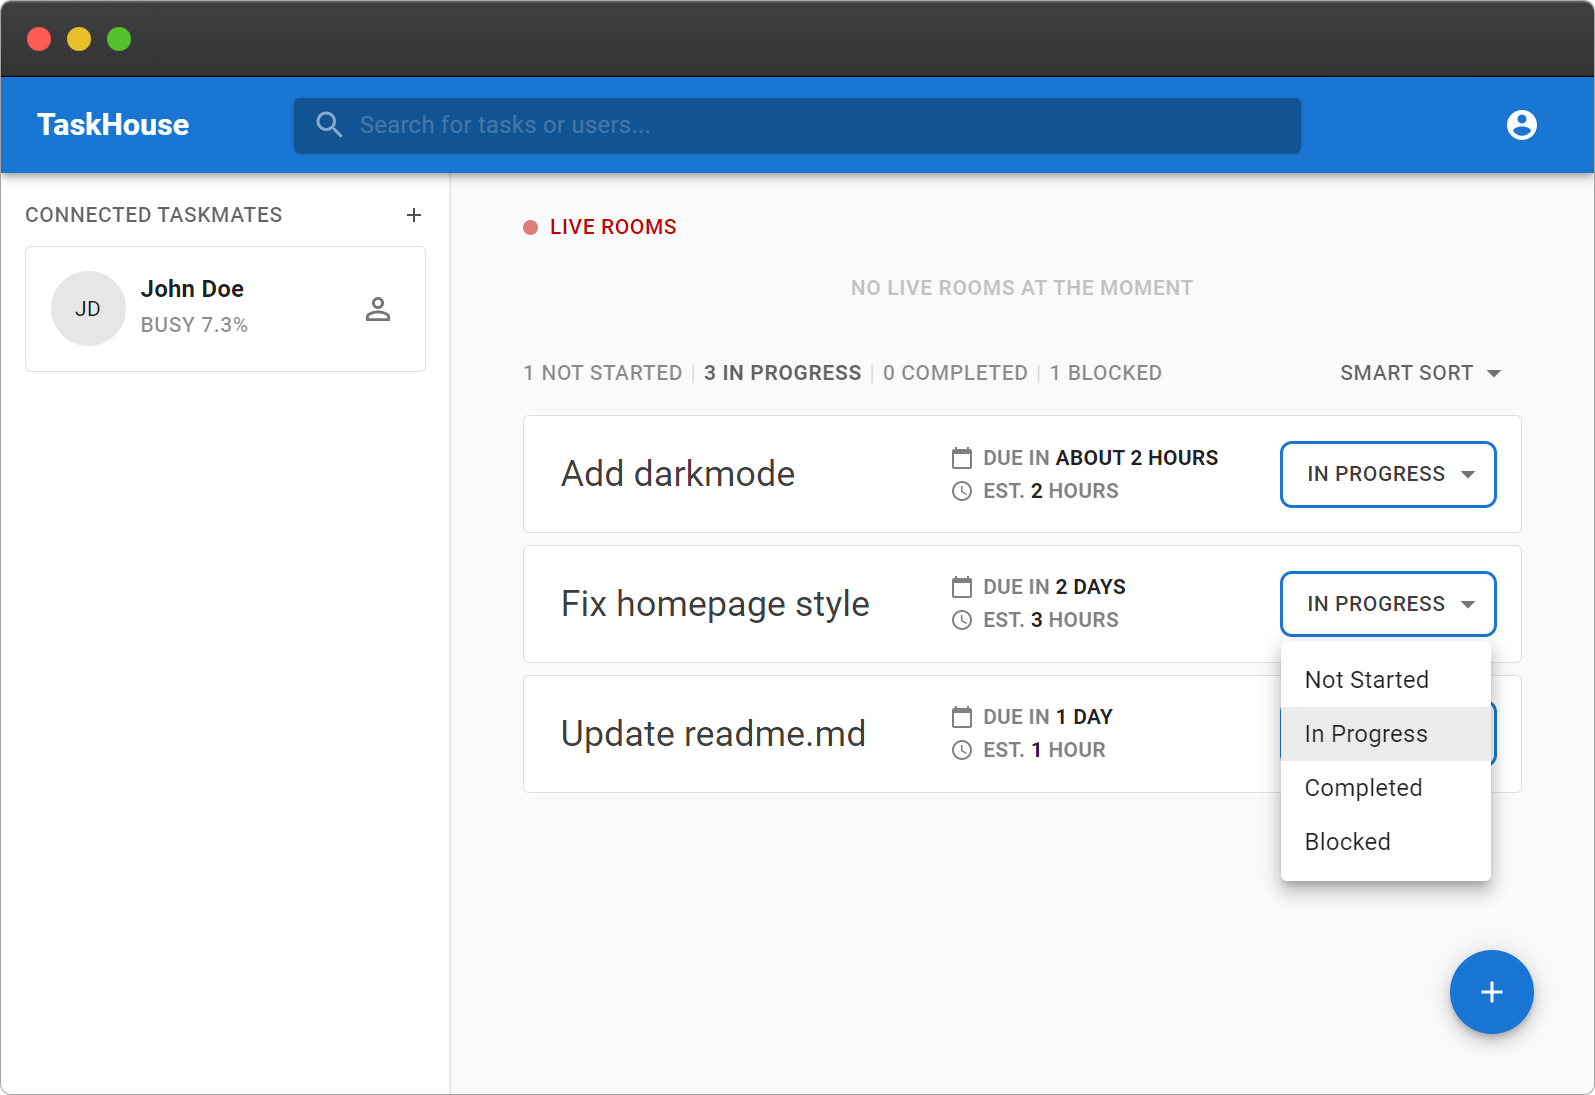 TaskHouse
Search for tasks or users...
CONNECTED TASKMATES
JD
John Doe
BUSY 7.3%
LIVE ROOMS
NO LIVE ROOMS AT THE MOMENT
1 NOT STARTED | 3 IN PROGRESS | 0 COMPLETED | 1 BLOCKED
SMART SORT
Add darkmode
DUE IN ABOUT 2 HOURS
EST. 2 HOURS
IN PROGRESS
Fix homepage style
DUE IN 2 DAYS
EST. 3 HOURS
IN PROGRESS
Update readme.md
DUE IN 1 DAY
EST. 1 HOUR
Not Started
In Progress
Completed
Blocked